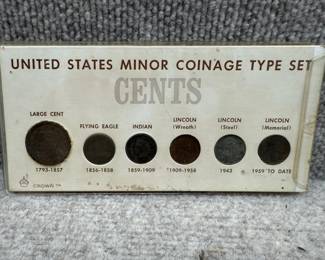 UNITED STATES MINOR COINAGE TYPE SET
CENTS
LARGE CENT
FLYING EAGLE
INDIAN
LINCOLN
(Wreath)
LINCOLN
(Steel)
LINCOLN
(Memorial)
1793-1857
1856-1858
1859-1909
1909-1958
1943
1959 TO DATE
CROWN™